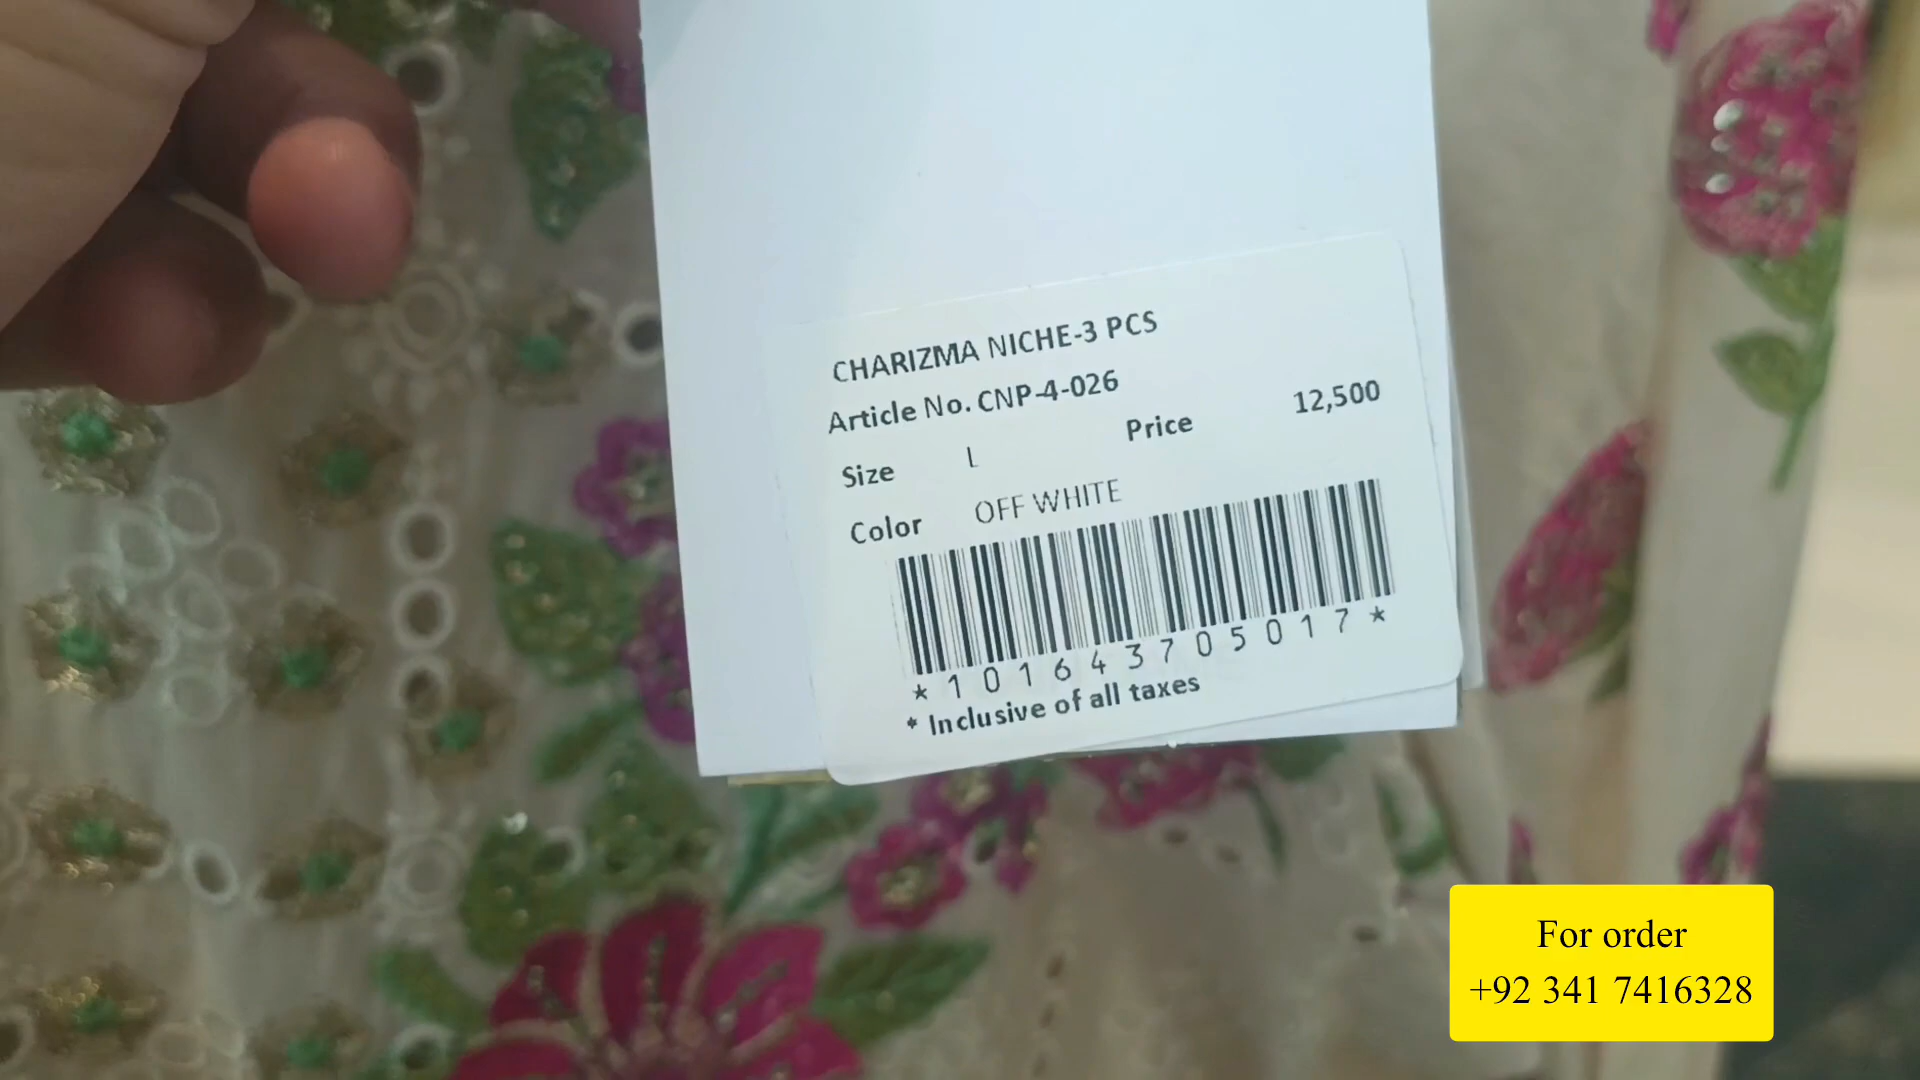 CHARIZMA NICHE-3 PCS
Article No. CNP-4-026
Size L Price 12,500
Color OFF WHITE
*101643705017*
* Inclusive of all taxes
For order
+92 341 7416328